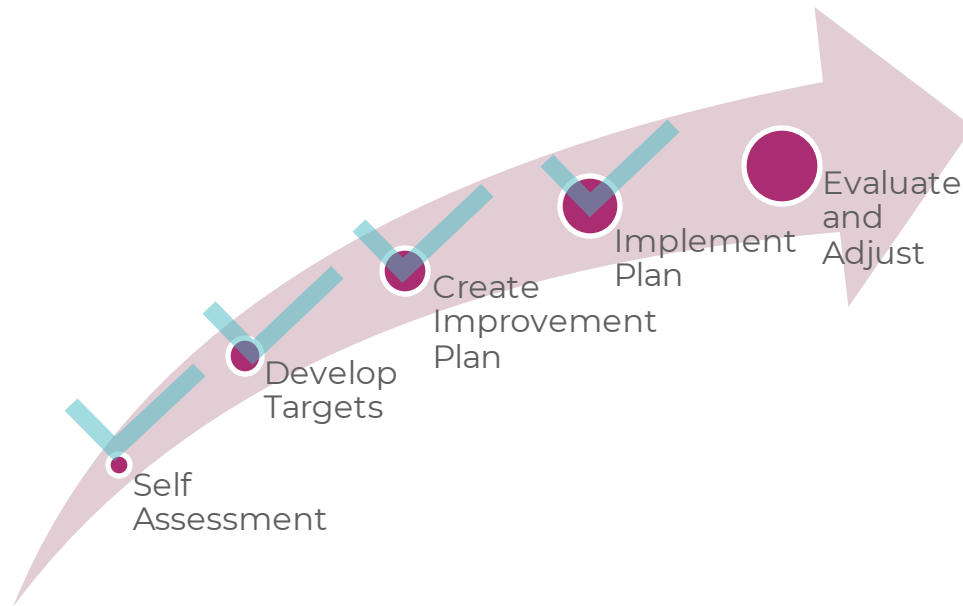 Self
Assessment
Develop
Targets
Create
Improvement
Plan
Implement
Plan
Evaluate
and
Adjust